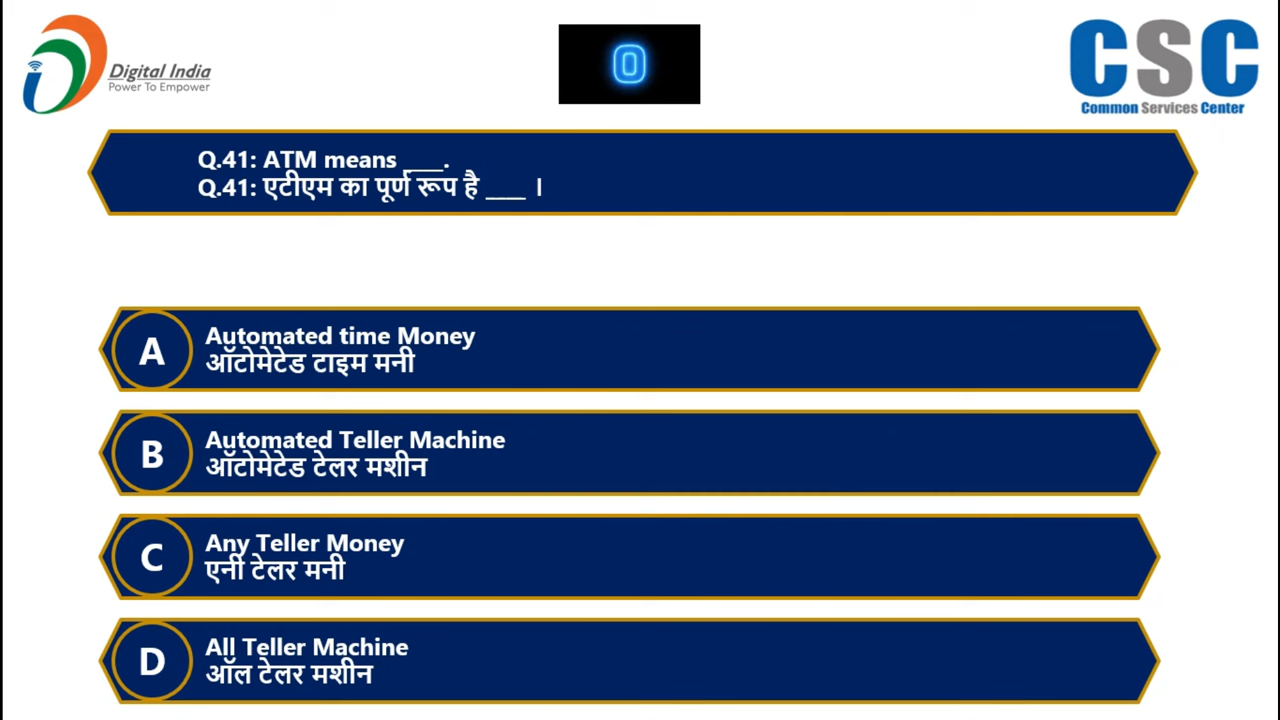 Digital India
Power To Empower
0
CSC
Common Services Center
Q.41: ATM means ___.
Q.41: एटीएम का पूर्ण रूप है ___ ।
A
Automated time Money
ऑटोमेटेड टाइम मनी
B
Automated Teller Machine
ऑटोमेटेड टेलर मशीन
C
Any Teller Money
एनी टेलर मनी
D
All Teller Machine
ऑल टेलर मशीन